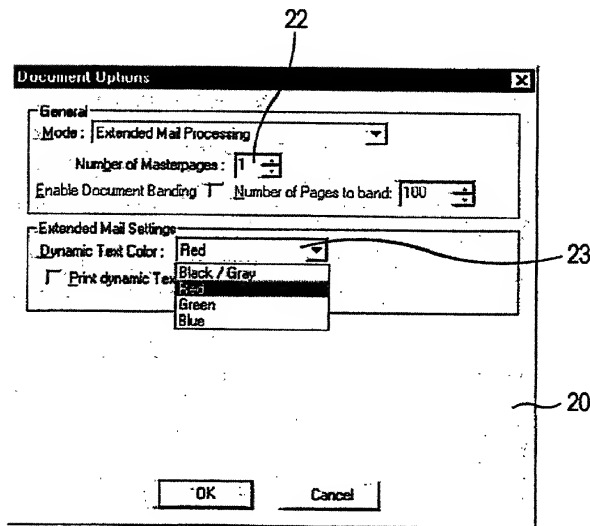 22
Document Options
General
Mode : Extended Mail Processing
Number of Masterpages : 1
Enable Document Banding Number of Pages to band: 100
Extended Mail Settings
Dynamic Text Color : Red
23
Print dynamic Tex
Black / Gray
Red
Green
Blue
20
OK Cancel